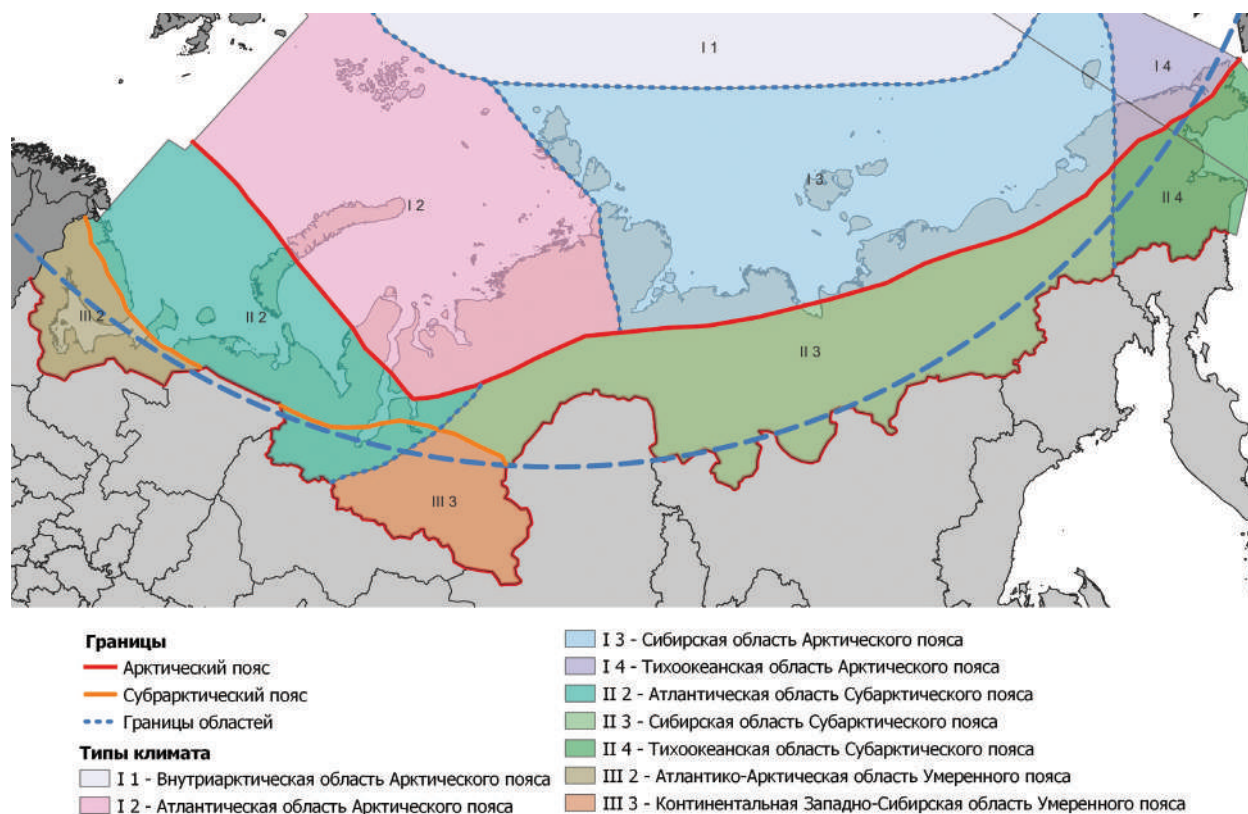 I 1
I 4
I 3
I 2
II 4
II 2
III 2
II 3
III 3
Границы
Арктический пояс
Субрарктический пояс
Границы областей
Типы климата
I 1 - Внутриарктическая область Арктического пояса
I 2 - Атлантическая область Арктического пояса
I 3 - Сибирская область Арктического пояса
I 4 - Тихоокеанская область Арктического пояса
II 2 - Атлантическая область Субарктического пояса
II 3 - Сибирская область Субарктического пояса
II 4 - Тихоокеанская область Субарктического пояса
III 2 - Атлантико-Арктическая область Умеренного пояса
III 3 - Континентальная Западно-Сибирская область Умеренного пояса